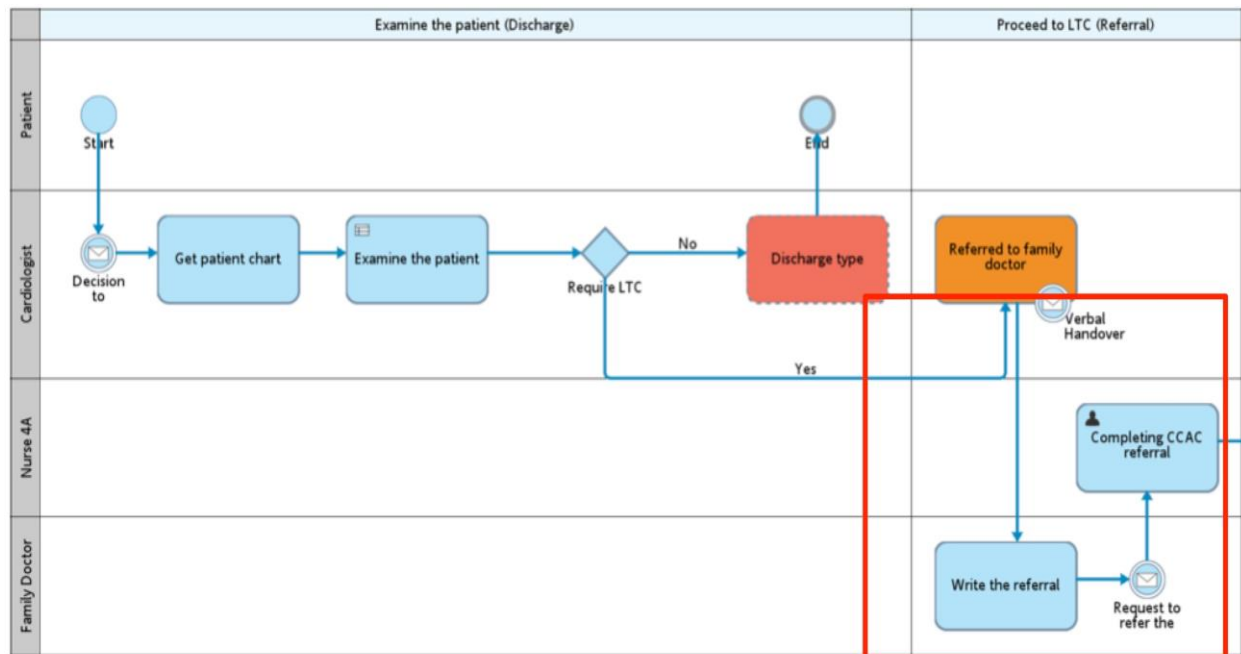 Examine the patient (Discharge)
Proceed to LTC (Referral)
Patient
Start
End
Cardiologist
Decision
to
Get patient chart
Examine the patient
Require LTC
No
Yes
Discharge type
Referred to family
doctor
Verbal
Handover
Nurse 4A
Completing CCAC
referral
Family Doctor
Write the referral
Request to
refer the